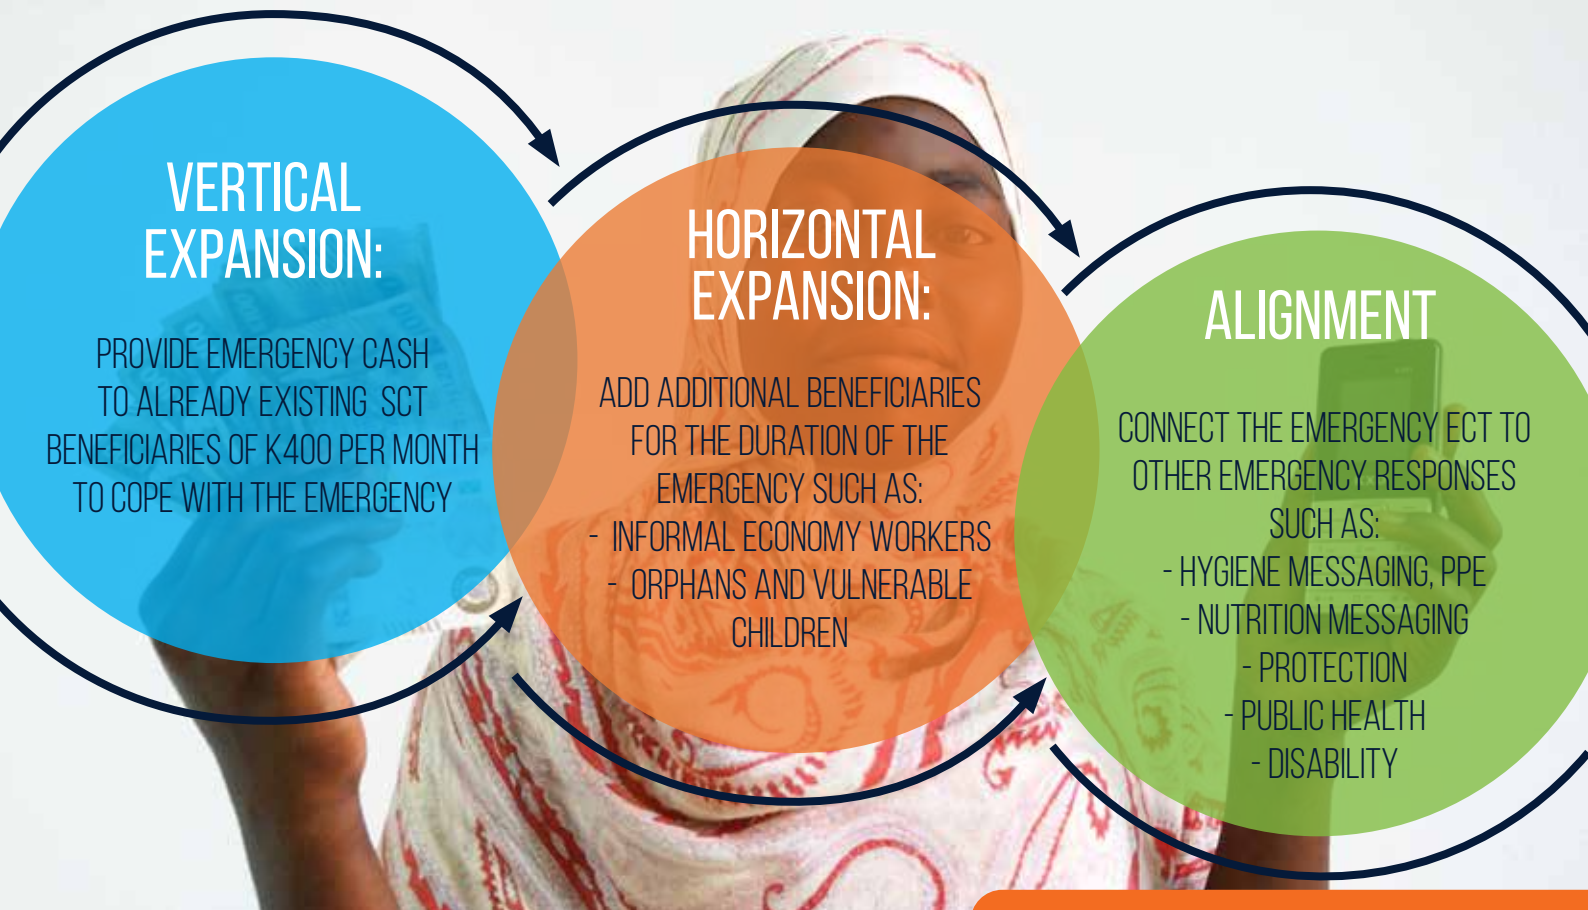 VERTICAL
EXPANSION:
PROVIDE EMERGENCY CASH
TO ALREADY EXISTING SCT
BENEFICIARIES OF K400 PER MONTH
TO COPE WITH THE EMERGENCY
HORIZONTAL
EXPANSION:
ADD ADDITIONAL BENEFICIARIES
FOR THE DURATION OF THE
EMERGENCY SUCH AS:
- INFORMAL ECONOMY WORKERS
- ORPHANS AND VULNERABLE
CHILDREN
ALIGNMENT
CONNECT THE EMERGENCY ECT TO
OTHER EMERGENCY RESPONSES
SUCH AS:
- HYGIENE MESSAGING, PPE
- NUTRITION MESSAGING
- PROTECTION
- PUBLIC HEALTH
- DISABILITY